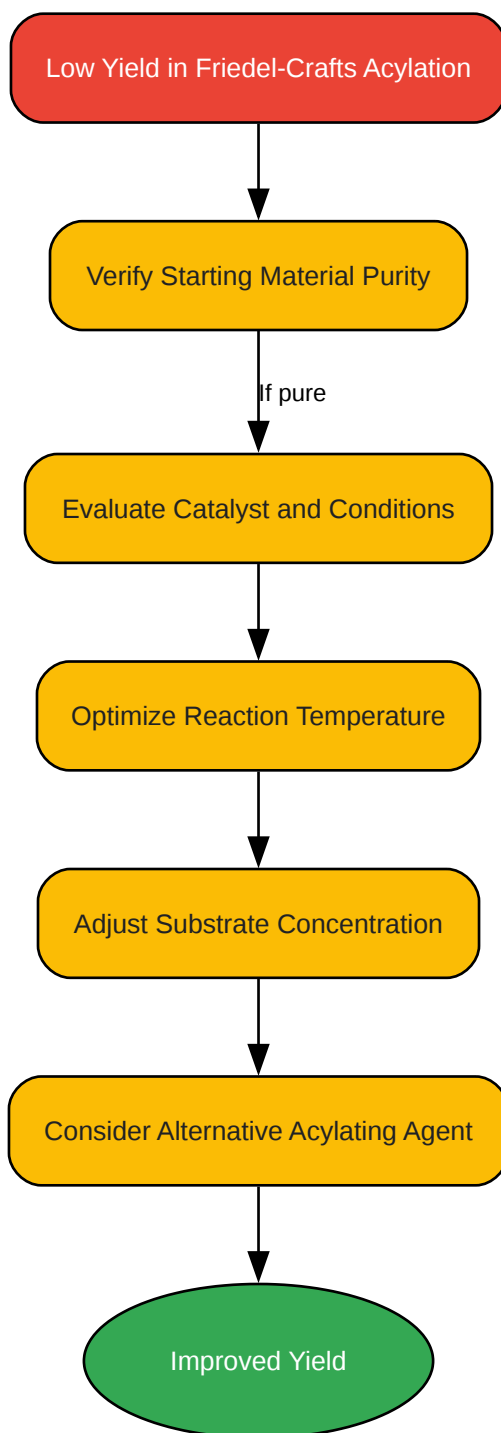 Low Yield in Friedel-Crafts Acylation
Verify Starting Material Purity
If pure
Evaluate Catalyst and Conditions
Optimize Reaction Temperature
Adjust Substrate Concentration
Consider Alternative Acylating Agent
Improved Yield